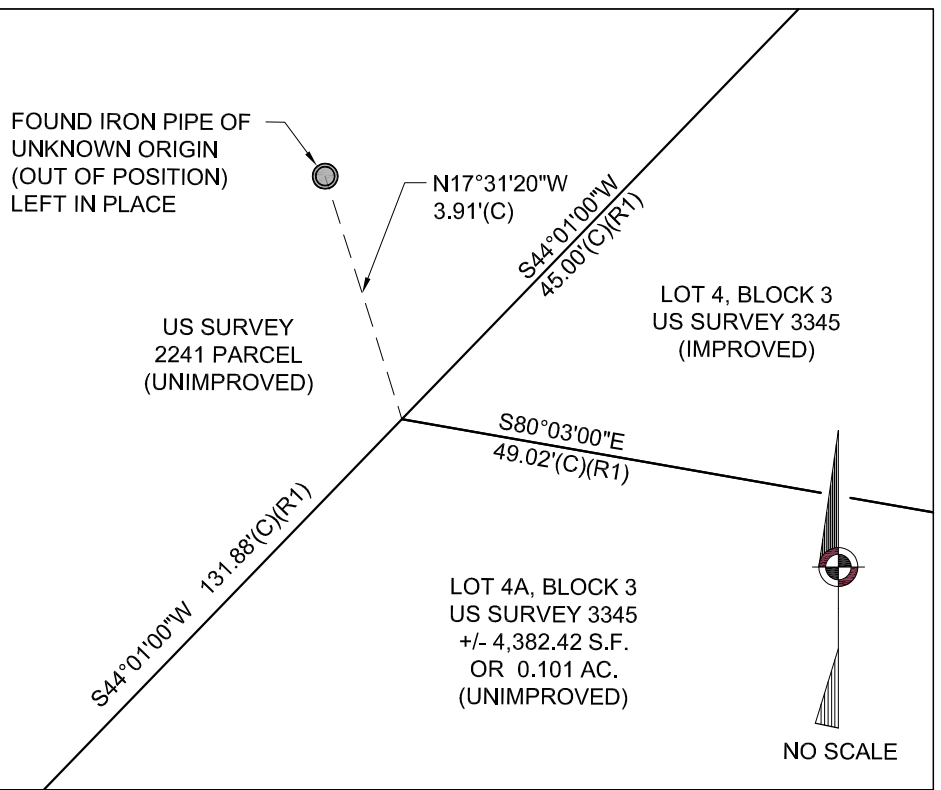 FOUND IRON PIPE OF
UNKNOWN ORIGIN
(OUT OF POSITION)
LEFT IN PLACE
N17°31'20"W
3.91'(C)
S44°01'00"W
45.00'(C)(R1)
LOT 4, BLOCK 3
US SURVEY 3345
(IMPROVED)
US SURVEY
2241 PARCEL
(UNIMPROVED)
S80°03'00"E
49.02'(C)(R1)
S44°01'00"W 131.88'(C)(R1)
LOT 4A, BLOCK 3
US SURVEY 3345
+/- 4,382.42 S.F.
OR 0.101 AC.
(UNIMPROVED)
NO SCALE